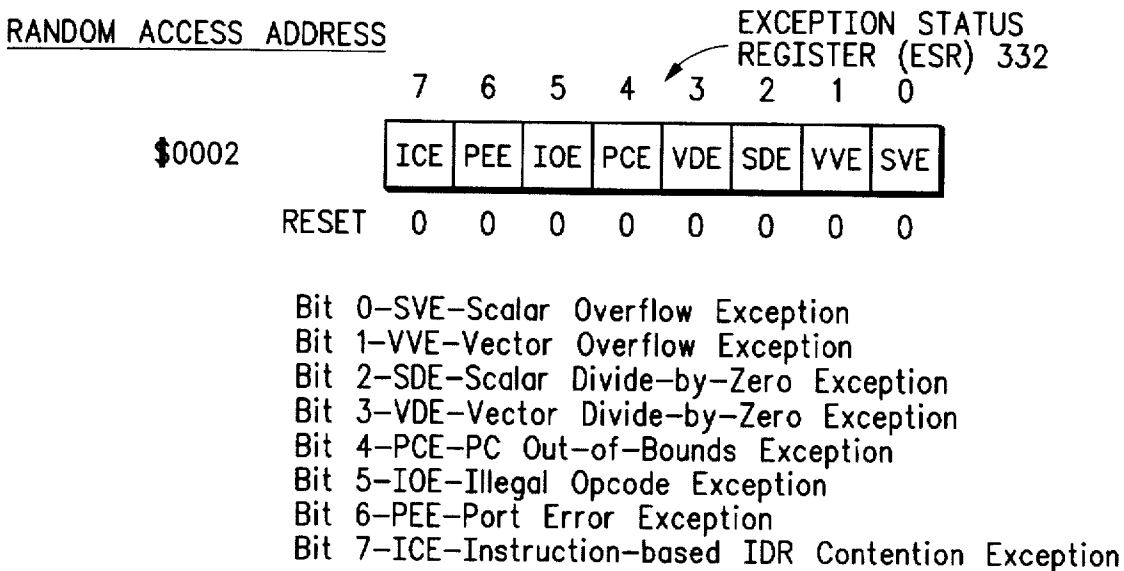 RANDOM ACCESS ADDRESS
EXCEPTION STATUS
REGISTER (ESR) 332
7 6 5 4 3 2 1 0
$0002 ICE PEE IOE PCE VDE SDE VVE SVE
RESET 0 0 0 0 0 0 0 0
Bit 0-SVE-Scalar Overflow Exception
Bit 1-VVE-Vector Overflow Exception
Bit 2-SDE-Scalar Divide-by-Zero Exception
Bit 3-VDE-Vector Divide-by-Zero Exception
Bit 4-PCE-PC Out-of-Bounds Exception
Bit 5-IOE-Illegal Opcode Exception
Bit 6-PEE-Port Error Exception
Bit 7-ICE-Instruction-based IDR Contention Exception